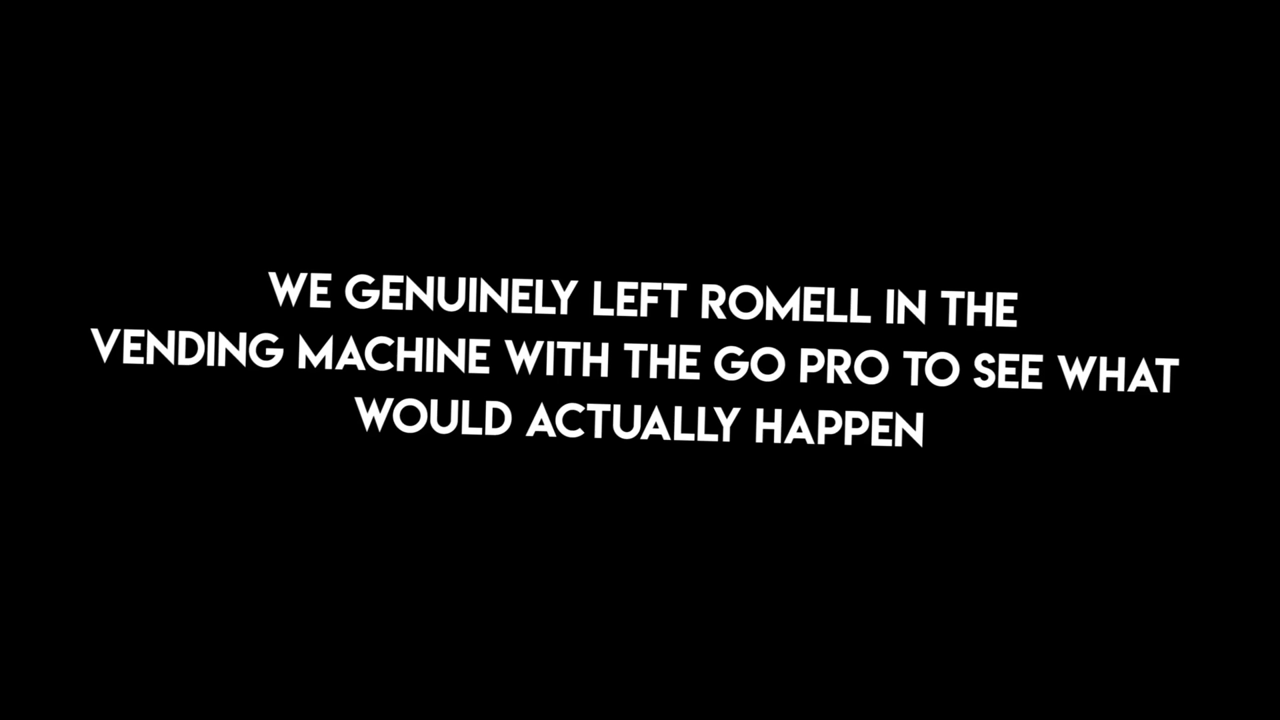 WE GENUINELY LEFT ROMELL IN THE
VENDING MACHINE WITH THE GO PRO TO SEE WHAT
WOULD ACTUALLY HAPPEN